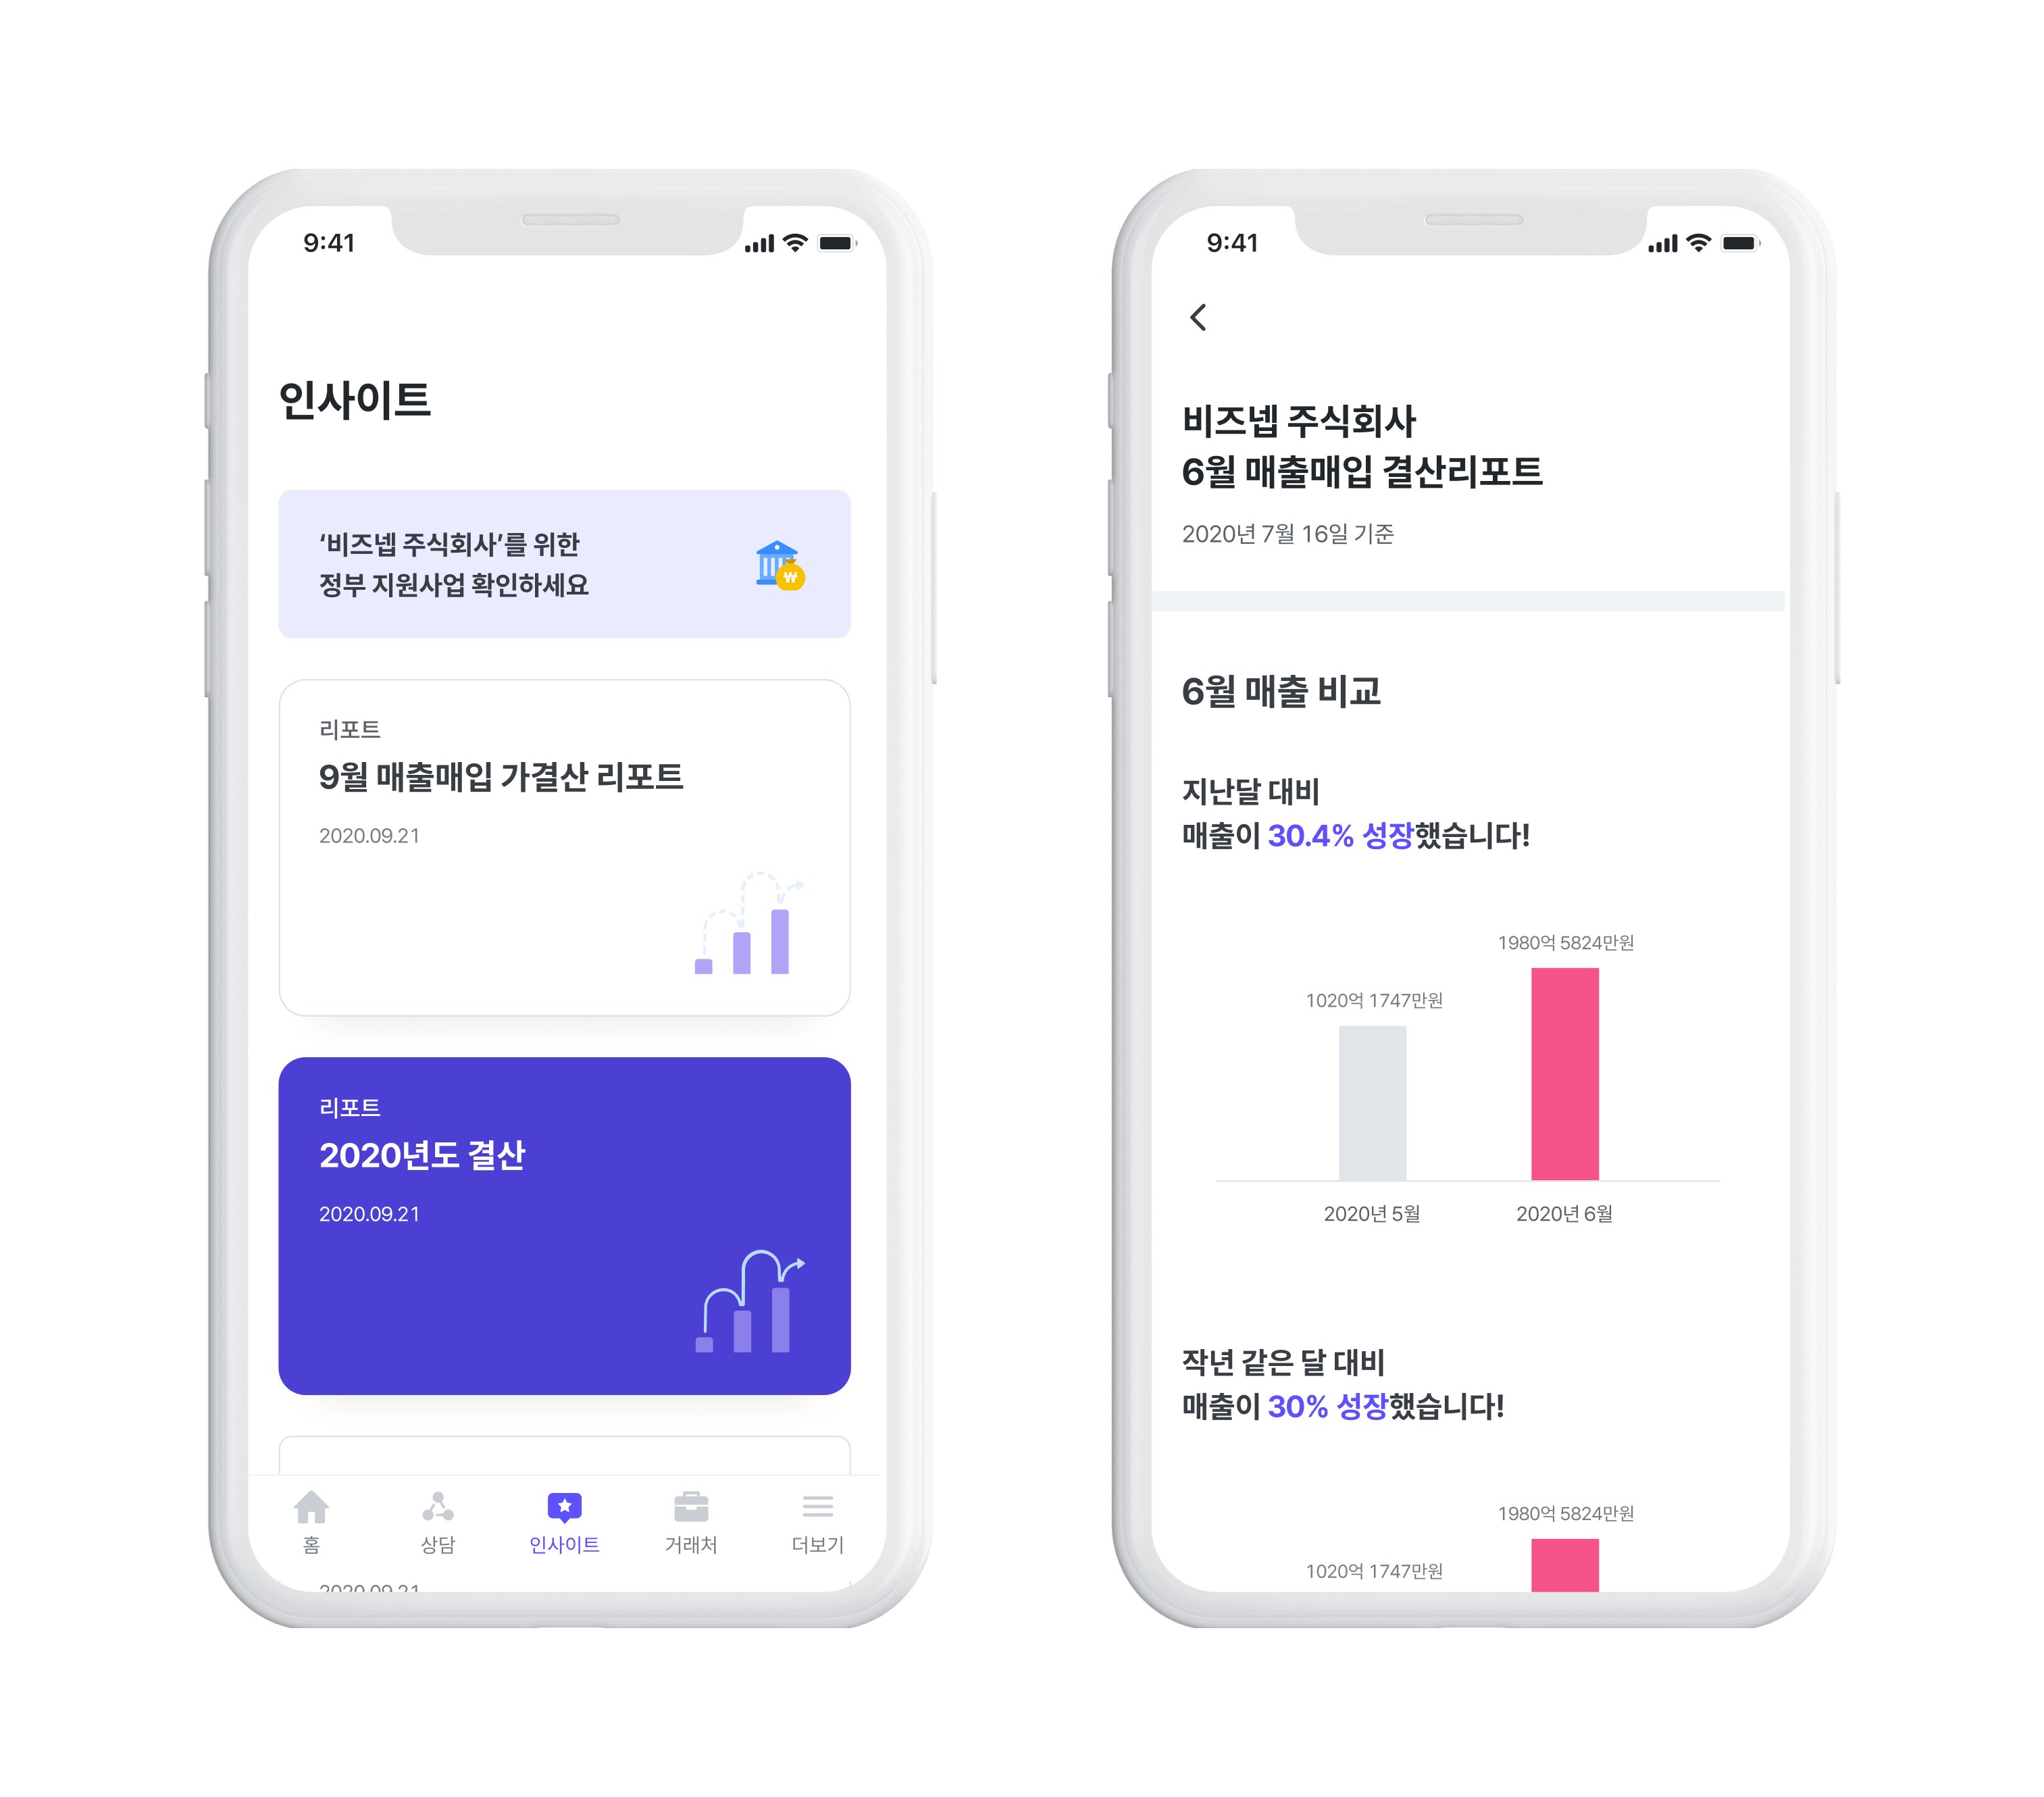 9:41
인사이트
‘비즈넵 주식회사’를 위한
정부 지원사업 확인하세요
리포트
9월 매출매입 가결산 리포트
2020.09.21
리포트
2020년도 결산
2020.09.21
홈
상담
인사이트
거래처
더보기
2020.09.21
9:41
비즈넵 주식회사
6월 매출매입 결산리포트
2020년 7월 16일 기준
6월 매출 비교
지난달 대비
매출이 30.4% 성장했습니다!
1980억 5824만원
1020억 1747만원
2020년 5월
2020년 6월
작년 같은 달 대비
매출이 30% 성장했습니다!
1980억 5824만원
1020억 1747만원